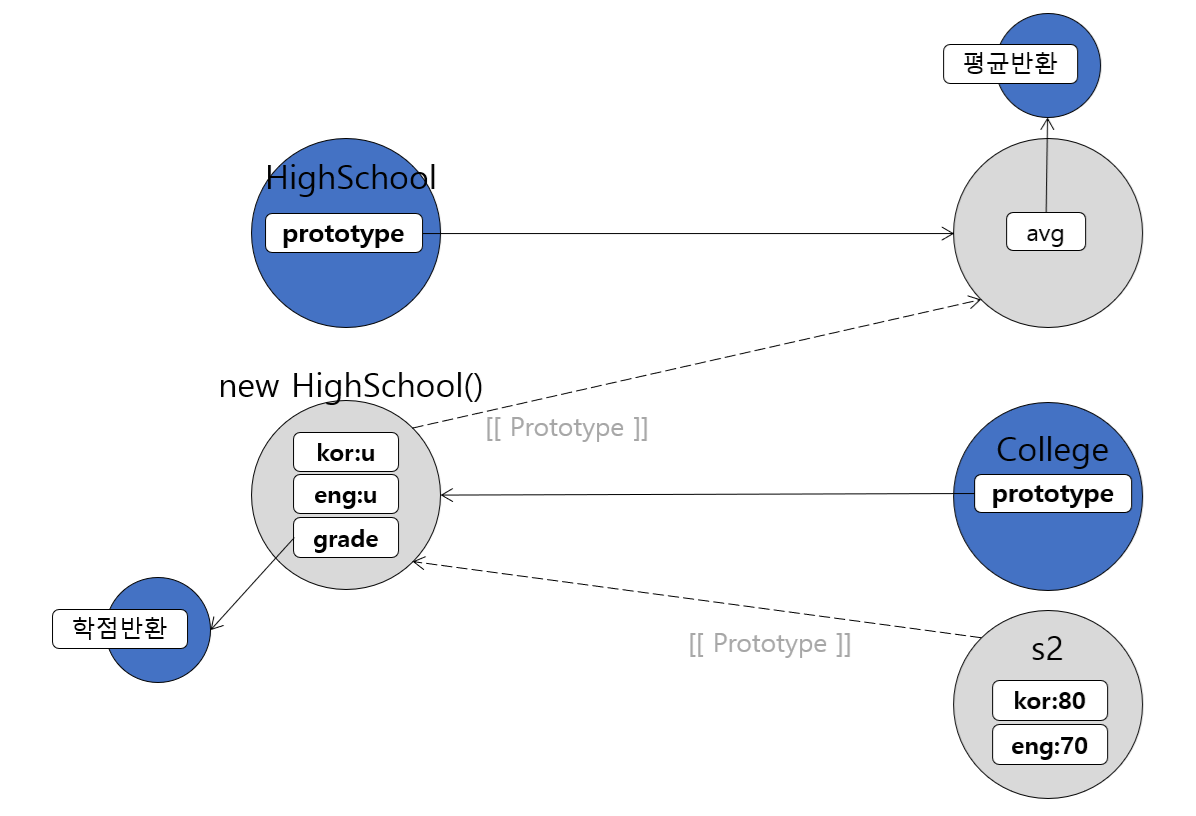 평균반환
HighSchool
prototype
avg
new HighSchool()
[[ Prototype ]]
kor:u
eng:u
grade
College
prototype
학점반환
[[ Prototype ]]
s2
kor:80
eng:70